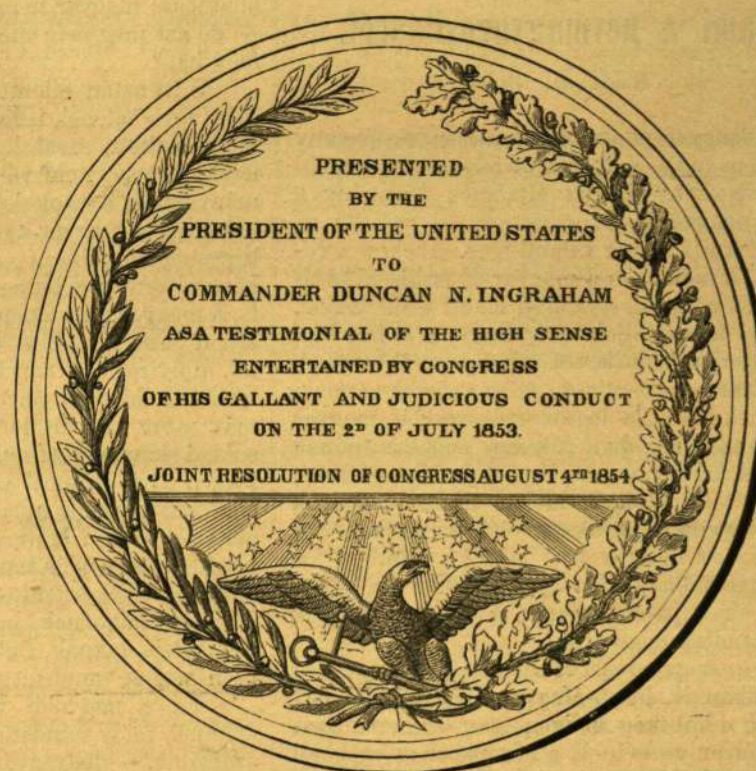 PRESENTED
BY THE
PRESIDENT OF THE UNITED STATES
TO
COMMANDER DUNCAN N. INGRAHAM
AS A TESTIMONIAL OF THE HIGH SENSE
ENTERTAINED BY CONGRESS
OF HIS GALLANT AND JUDICIOUS CONDUCT
ON THE 2D OF JULY 1853.
JOINT RESOLUTION OF CONGRESS AUGUST 4TH 1854